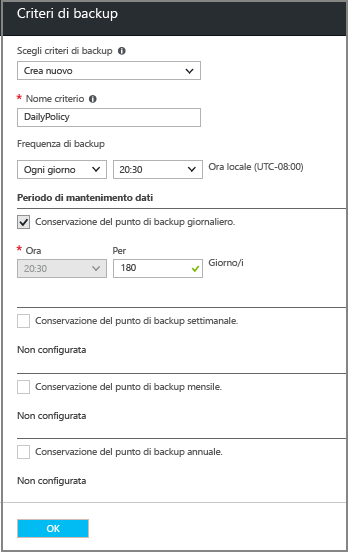 Criteri di backup
Scegli criteri di backup
Crea nuovo
* Nome criterio
DailyPolicy
Frequenza di backup
Ogni giorno 20:30 Ora locale (UTC-08:00)
Periodo di mantenimento dati
Conservazione del punto di backup giornaliero.
* Ora Per
20:30 180 Giorno/i
Conservazione del punto di backup settimanale.
Non configurata
Conservazione del punto di backup mensile.
Non configurata
Conservazione del punto di backup annuale.
Non configurata
OK